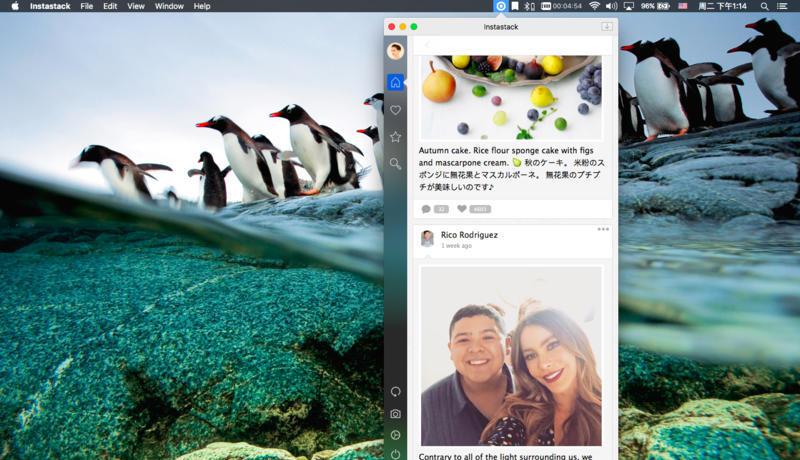 Instastack File Edit View Window Help 00:04:54 96% 周二 下午1:14
Instastack
Autumn cake. Rice flour sponge cake with figs
and mascarpone cream. 🍐 秋のケーキ。 米粉のス
ポンジに無花果とマスカルポーネ。 無花果のプチプ
チが美味しいのです♪
32 4603
Rico Rodriguez
1 week ago
Contrary to all of the light surrounding us, we